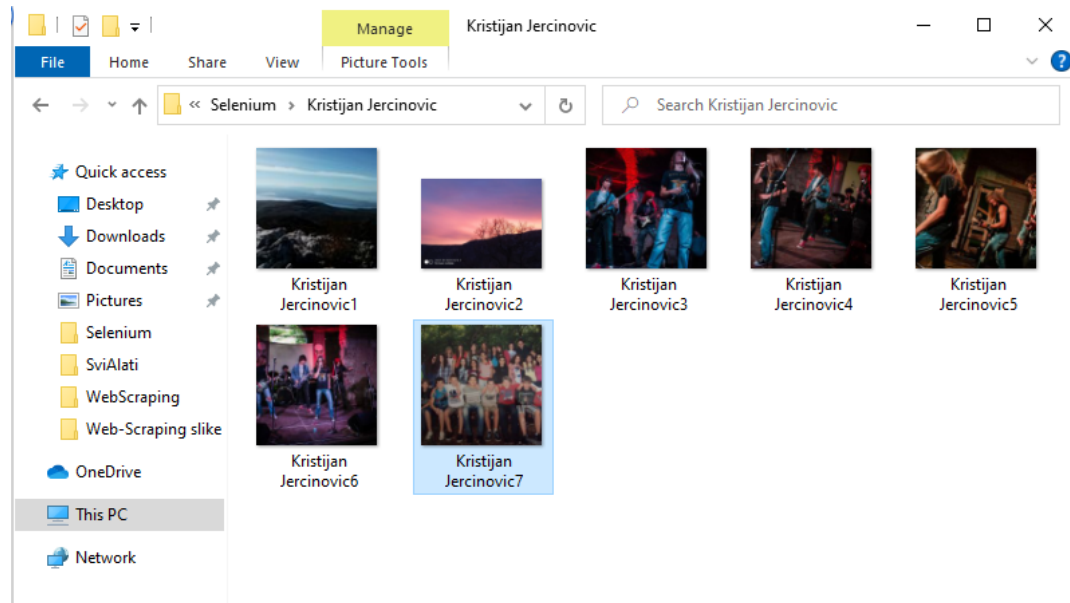 Manage
Kristijan Jercinovic
File
Home
Share
View
Picture Tools
« Selenium › Kristijan Jercinovic
Search Kristijan Jercinovic
Quick access
Desktop
Downloads
Documents
Pictures
Selenium
SviAlati
WebScraping
Web-Scraping slike
OneDrive
This PC
Network
Kristijan
Jercinovic1
Kristijan
Jercinovic2
Kristijan
Jercinovic3
Kristijan
Jercinovic4
Kristijan
Jercinovic5
Kristijan
Jercinovic6
Kristijan
Jercinovic7